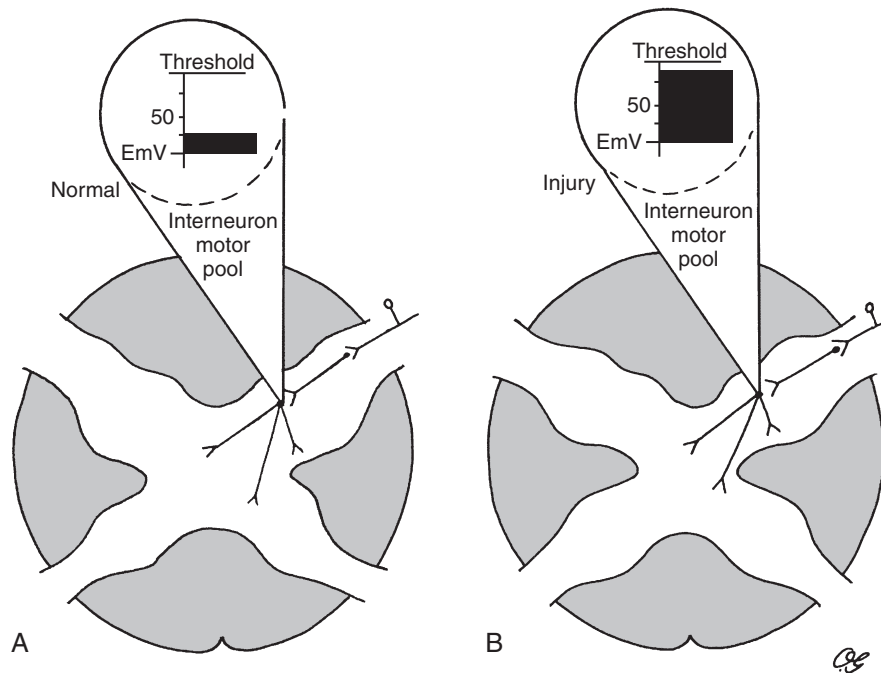 Threshold
50
EmV
Normal
Interneuron
motor
pool
A
Threshold
50
EmV
Injury
Interneuron
motor
pool
B